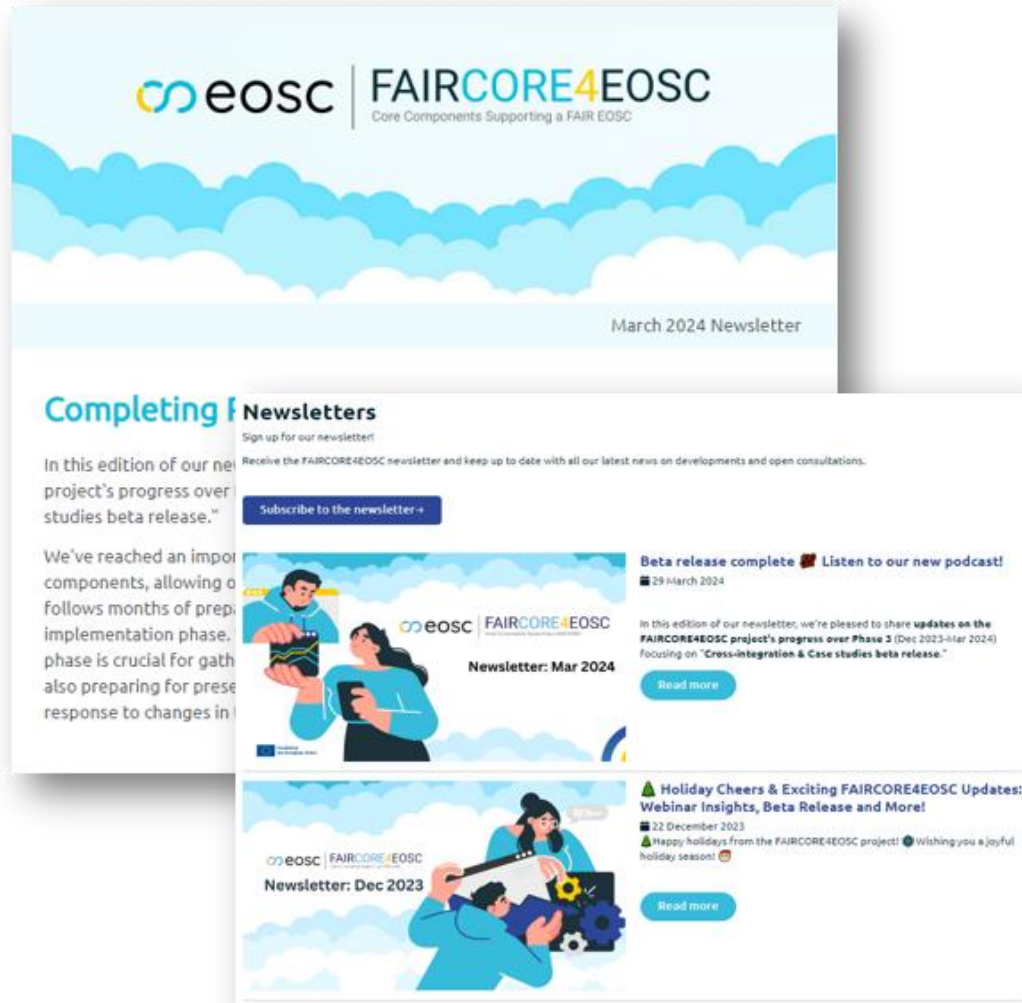 eosc | FAIRCORE4EOSC
Core Components Supporting a FAIR EOSC
March 2024 Newsletter
Completing
In this edition of our
project's progress over
studies beta release."
We've reached an
components, allowing
follows months of
implementation phase.
phase is crucial for
also preparing for
response to changes in
Newsletters
Sign up for our newsletter!
Receive the FAIRCORE4EOSC newsletter and keep up to date with all our latest news on developments and open consultations.
Subscribe to the newsletter→
eosc | FAIRCORE4EOSC
Newsletter: Mar 2024
Beta release complete Listen to our new podcast!
29 March 2024
In this edition of our newsletter, we're pleased to share updates on the
FAIRCORE4EOSC project's progress over Phase 3 (Dec 2023-Mar 2024)
focusing on "Cross-integration & Case studies beta release."
Read more
eosc | FAIRCORE4EOSC
Newsletter: Dec 2023
🎄 Holiday Cheers & Exciting FAIRCORE4EOSC Updates:
Webinar Insights, Beta Release and More!
22 December 2023
🎄Happy holidays from the FAIRCORE4EOSC project! Wishing you a joyful
holiday season! 🎅
Read more